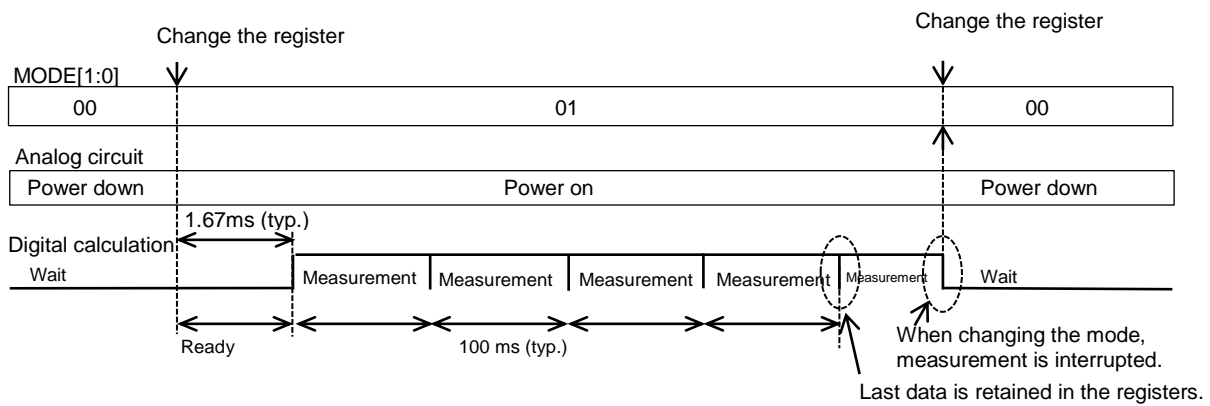 Change the register
Change the register
MODE[1:0]
00
01
00
Analog circuit
Power down
Power on
Power down
1.67ms (typ.)
Digital calculation
Wait
Measurement
Measurement
Measurement
Measurement
Measurement
Wait
Ready
100 ms (typ.)
When changing the mode,
measurement is interrupted.
Last data is retained in the registers.